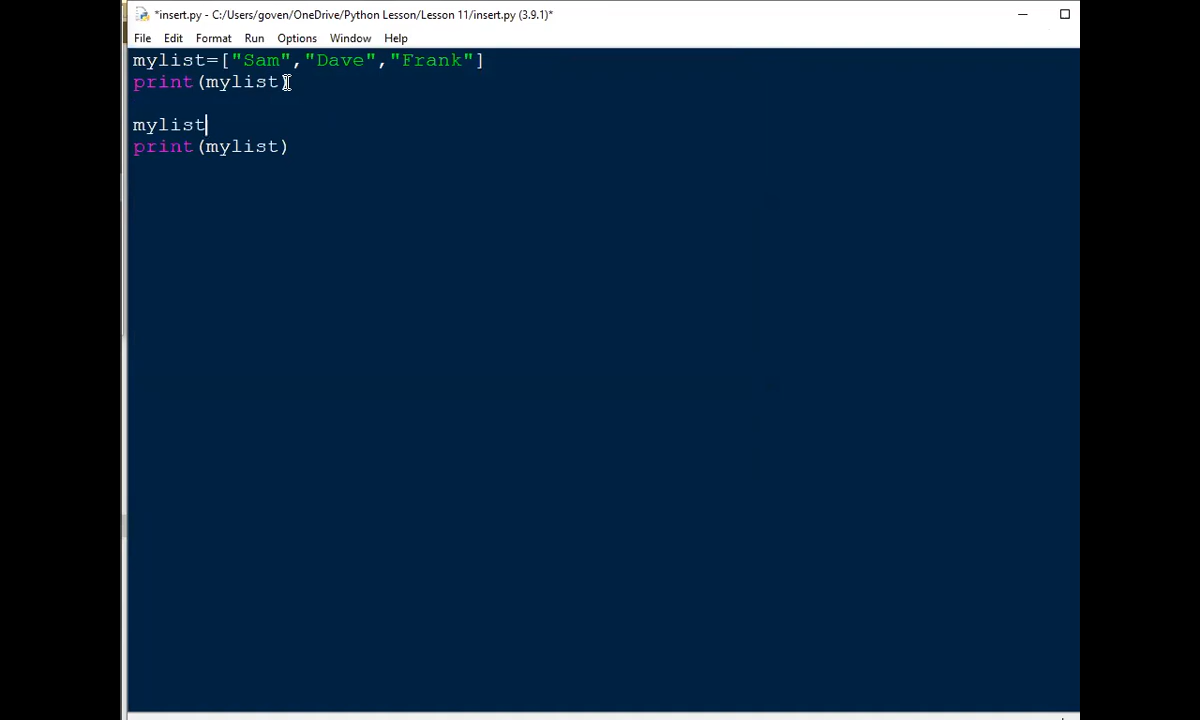 *insert.py - C:/Users/goven/OneDrive/Python Lesson/Lesson 11/insert.py (3.9.1)*
File Edit Format Run Options Window Help
mylist=["Sam","Dave","Frank"]
print(mylist)
mylist
print(mylist)